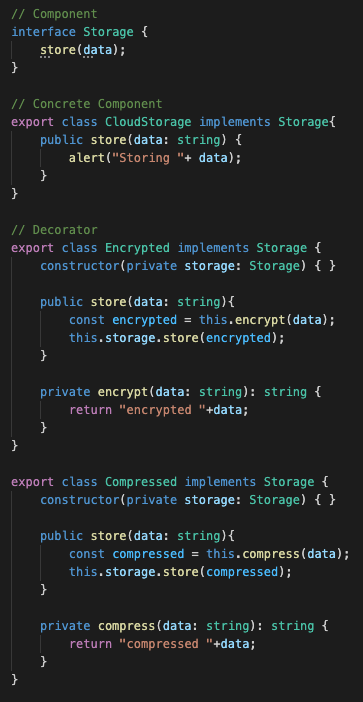 // Component
interface Storage {
    store(data);
}

// Concrete Component
export class CloudStorage implements Storage{
    public store(data: string) {
        alert("Storing "+ data);
    }
}

// Decorator
export class Encrypted implements Storage {
    constructor(private storage: Storage) { }

    public store(data: string){
        const encrypted = this.encrypt(data);
        this.storage.store(encrypted);
    }

    private encrypt(data: string): string {
        return "encrypted "+data;
    }
}

export class Compressed implements Storage {
    constructor(private storage: Storage) { }

    public store(data: string){
        const compressed = this.compress(data);
        this.storage.store(compressed);
    }

    private compress(data: string): string {
        return "compressed "+data;
    }
}